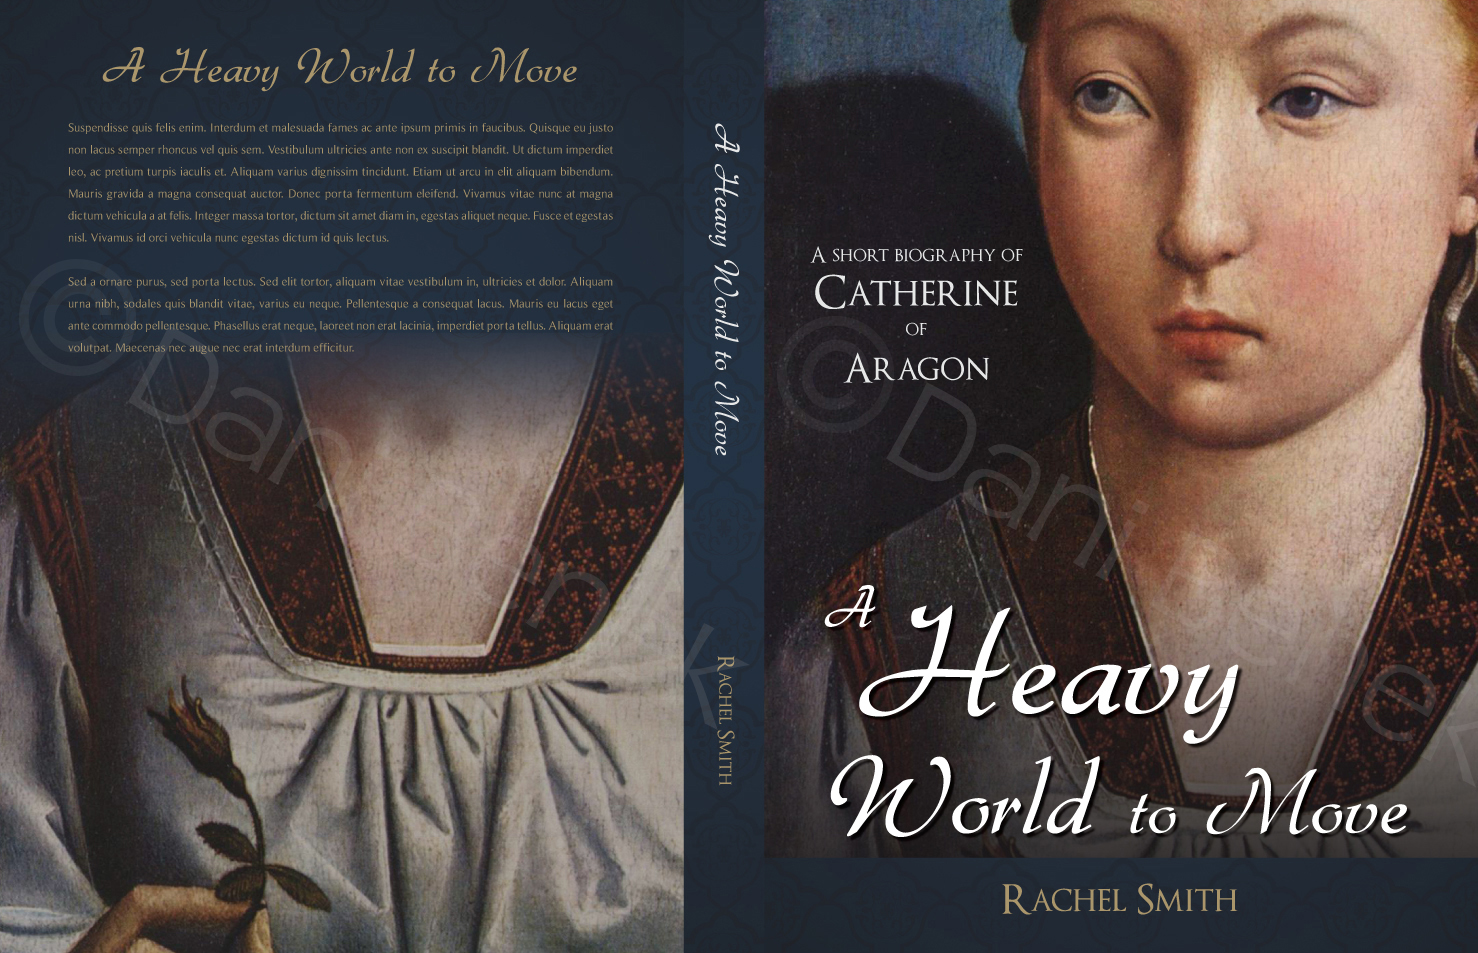 A Heavy World to Move
Suspendisse quis felis enim. Interdum et malesuada fames ac ante ipsum primis in faucibus. Quisque eu justo
non lacus semper rhoncus vel quis sem. Vestibulum ultricies ante non ex suscipit blandit. Ut dictum imperdiet
leo, ac pretium turpis iaculis et. Aliquam varius dignissim tincidunt. Etiam ut arcu in elit aliquam bibendum.
Mauris gravida a magna consequat auctor. Donec porta fermentum eleifend. Vivamus vitae nunc at magna
dictum vehicula a at felis. Integer massa tortor, dictum sit amet diam in, egestas aliquet neque. Fusce et egestas
nisl. Vivamus id orci vehicula nunc egestas dictum id quis lectus.
Sed a ornare purus, sed porta lectus. Sed elit tortor, aliquam vitae vestibulum in, ultricies et dolor. Aliquam
urna nibh, sodales quis blandit vitae, varius eu neque. Pellentesque a consequat lacus. Mauris eu lacus eget
ante commodo pellentesque. Phasellus erat neque, laoreet non erat lacinia, imperdiet porta tellus. Aliquam erat
volutpat. Maecenas nec augue nec erat interdum efficitur.
A Heavy World to Move
Rachel Smith
A short biography of
Catherine
of
Aragon
A
Heavy
World to Move
Rachel Smith